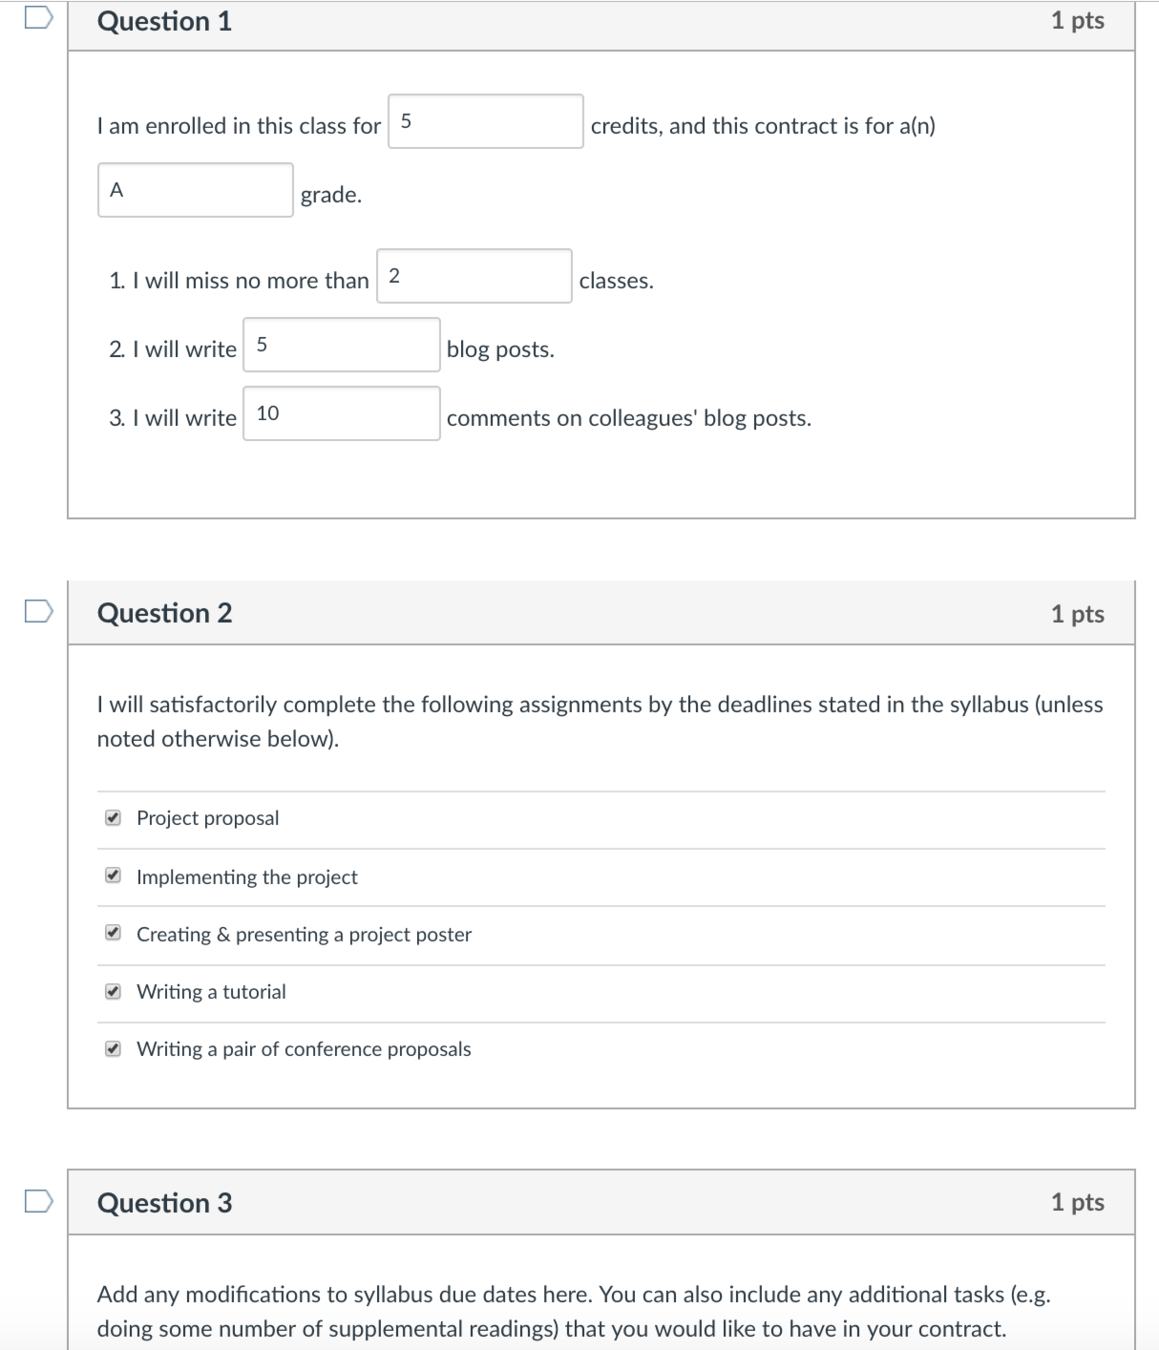 Question 1 1 pts
I am enrolled in this class for 5 credits, and this contract is for a(n)
A grade.
1. I will miss no more than 2 classes.
2. I will write 5 blog posts.
3. I will write 10 comments on colleagues' blog posts.
Question 2 1 pts
I will satisfactorily complete the following assignments by the deadlines stated in the syllabus (unless
noted otherwise below).
Project proposal
Implementing the project
Creating & presenting a project poster
Writing a tutorial
Writing a pair of conference proposals
Question 3 1 pts
Add any modifications to syllabus due dates here. You can also include any additional tasks (e.g.
doing some number of supplemental readings) that you would like to have in your contract.